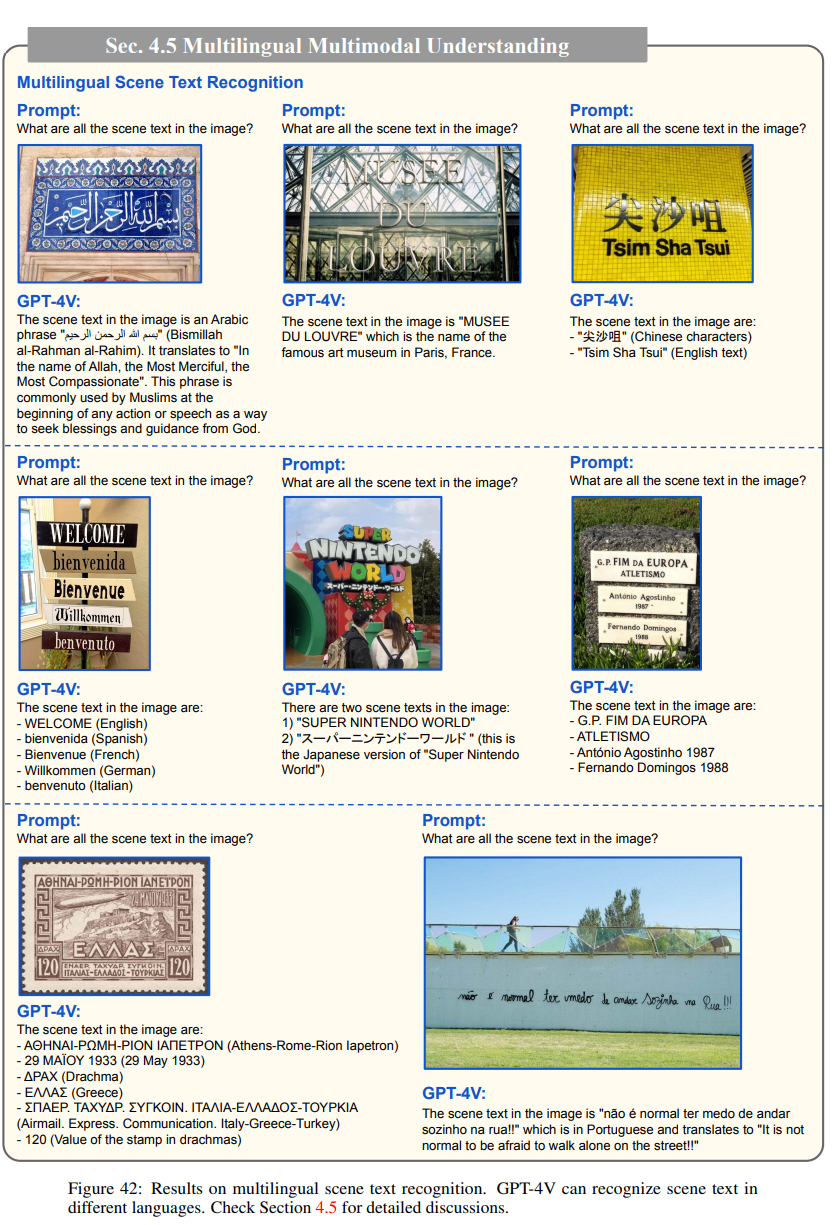 Sec. 4.5 Multilingual Multimodal Understanding
Multilingual Scene Text Recognition
Prompt:
What are all the scene text in the image?
بسم الله الرحمن الرحيم
GPT-4V:
The scene text in the image is an Arabic
phrase "بسم الله الرحمن الرحيم" (Bismillah
al-Rahman al-Rahim). It translates to "In
the name of Allah, the Most Merciful, the
Most Compassionate". This phrase is
commonly used by Muslims at the
beginning of any action or speech as a way
to seek blessings and guidance from God.
Prompt:
What are all the scene text in the image?
MUSEE
DU
LOUVRE
GPT-4V:
The scene text in the image is "MUSEE
DU LOUVRE" which is the name of the
famous art museum in Paris, France.
Prompt:
What are all the scene text in the image?
尖沙咀
Tsim Sha Tsui
GPT-4V:
The scene text in the image are:
- "尖沙咀" (Chinese characters)
- "Tsim Sha Tsui" (English text)
Prompt:
What are all the scene text in the image?
WELCOME
bienvenida
Bienvenue
Willkommen
benvenuto
GPT-4V:
The scene text in the image are:
- WELCOME (English)
- bienvenida (Spanish)
- Bienvenue (French)
- Willkommen (German)
- benvenuto (Italian)
Prompt:
What are all the scene text in the image?
SUPER
NINTENDO
WORLD
スーパー・ニンテンドー・ワールド
GPT-4V:
There are two scene texts in the image:
1) "SUPER NINTENDO WORLD"
2) "スーパーニンテンドーワールド" (this is
the Japanese version of "Super Nintendo
World")
Prompt:
What are all the scene text in the image?
G.P. FIM DA EUROPA
ATLETISMO
António Agostinho
1987
Fernando Domingos
1988
GPT-4V:
The scene text in the image are:
- G.P. FIM DA EUROPA
- ATLETISMO
- António Agostinho 1987
- Fernando Domingos 1988
Prompt:
What are all the scene text in the image?
ΑΘΗΝΑΙ-ΡΩΜΗ-ΡΙΟΝ ΙΑΝΕΥΡΟΝ
ΔΡΑΧ ΕΛΛΑΣ ΔΡΑΧ
120 ΕΝΑΕΡ. ΤΑΧΥΔΡ. ΣΥΓΚΟΙΝ. 120
ΙΤΑΛΙΑΣ-ΕΛΛΑΔΟΣ-ΤΟΥΡΚΙΑΣ
GPT-4V:
The scene text in the image are:
- ΑΘΗΝΑΙ-ΡΩΜΗ-ΡΙΟΝ ΙΑΠΕΤΡΟΝ (Athens-Rome-Rion Iapetron)
- 29 ΜΑΪΟΥ 1933 (29 May 1933)
- ΔΡΑΧ (Drachma)
- ΕΛΛΑΣ (Greece)
- ΣΠΑΕΡ. ΤΑΧΥΔΡ. ΣΥΓΚΟΙΝ. ΙΤΑΛΙΑ-ΕΛΛΑΔΟΣ-ΤΟΥΡΚΙΑ
(Airmail. Express. Communication. Italy-Greece-Turkey)
- 120 (Value of the stamp in drachmas)
Prompt:
What are all the scene text in the image?
não é normal ter medo de andar sozinha na Rua!!!
GPT-4V:
The scene text in the image is "não é normal ter medo de andar
sozinho na rua!!" which is in Portuguese and translates to "It is not
normal to be afraid to walk alone on the street!!"
Figure 42: Results on multilingual scene text recognition. GPT-4V can recognize scene text in
different languages. Check Section 4.5 for detailed discussions.